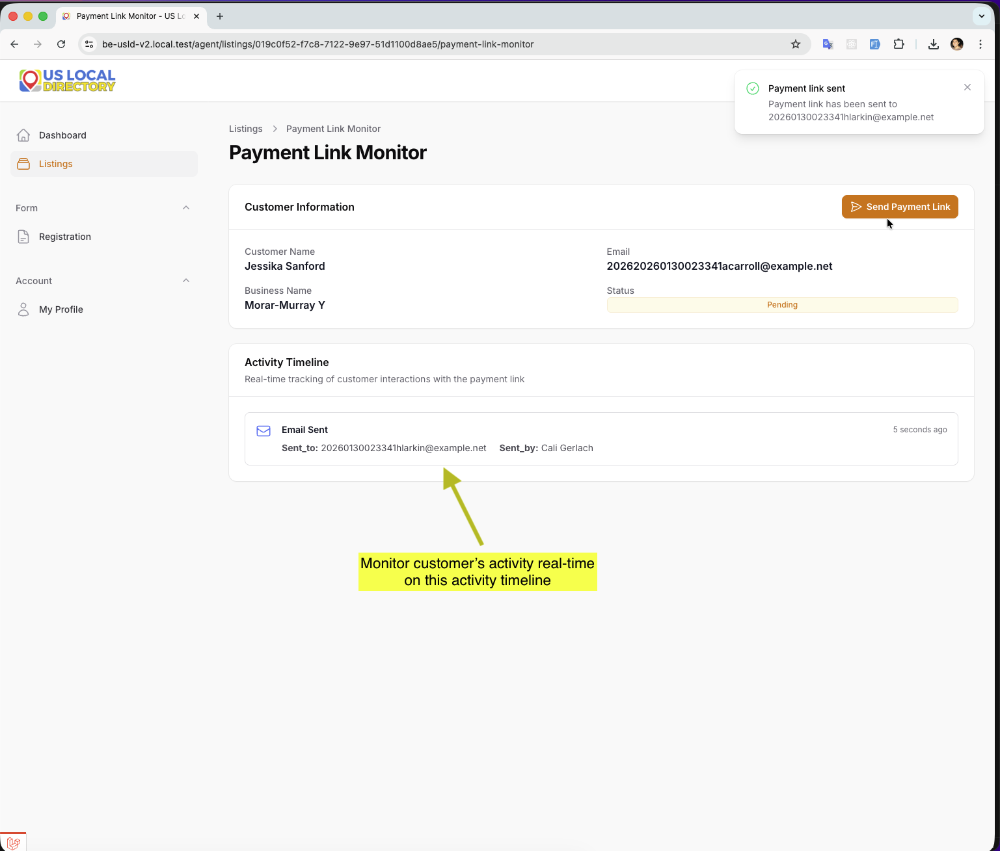 Payment Link Monitor - US Lo
be-usld-v2.local.test/agent/listings/019c0f52-f7c8-7122-9e97-51d1100d8ae5/payment-link-monitor
US LOCAL
DIRECTORY
Payment link sent
Payment link has been sent to
20260130023341hlarkin@example.net
Dashboard
Listings
Form
Registration
Account
My Profile
Listings > Payment Link Monitor
Payment Link Monitor
Customer Information
Send Payment Link
Customer Name
Jessika Sanford
Email
202620260130023341acarroll@example.net
Business Name
Morar-Murray Y
Status
Pending
Activity Timeline
Real-time tracking of customer interactions with the payment link
Email Sent
5 seconds ago
Sent_to: 20260130023341hlarkin@example.net Sent_by: Cali Gerlach
Monitor customer’s activity real-time
on this activity timeline